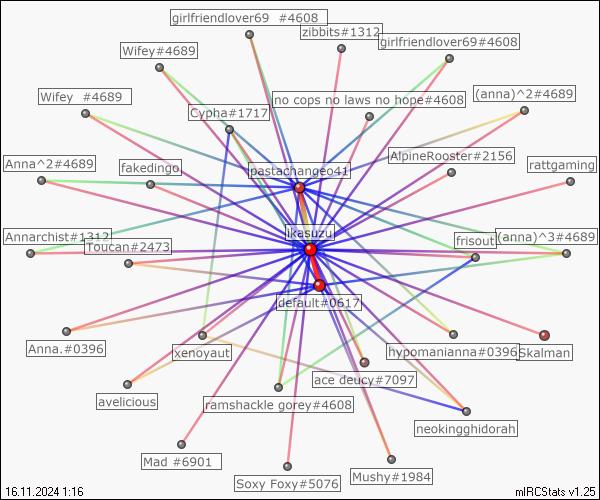 girlfriendlover69 #4608
zibbits#1312
girlfriendlover69#4608
Wifey#4689
Wifey #4689
no cops no laws no hope#4608
(anna)^2#4689
Cypha#1717
Anna^2#4689
fakedingo
pastachangeo41
AlpineRooster#2156
rattgaming
Annarchist#1312
Toucan#2473
ikasuzu
frisout
(anna)^3#4689
default#0617
Anna.#0396
xenoyaut
hypomanianna#0396
Skalman
ace deucy#7097
avelicious
ramshackle gorey#4608
neokingghidorah
Mad #6901
Soxy Foxy#5076
Mushy#1984
16.11.2024 1:16
mIRCStats v1.25